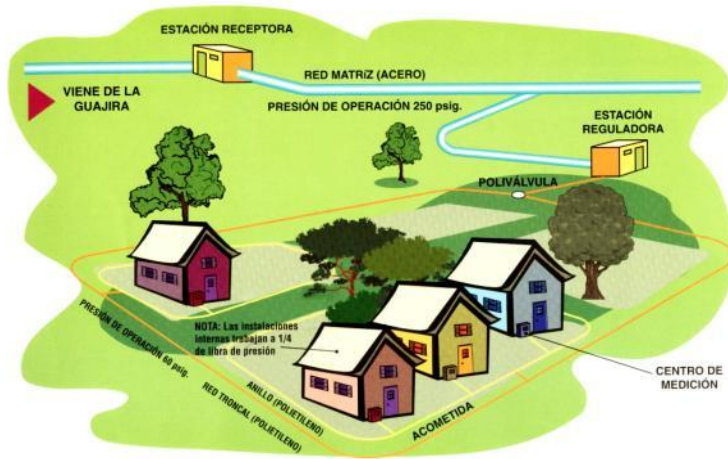 ESTACIÓN RECEPTORA
RED MATRíZ (ACERO)
VIENE DE LA
GUAJIRA
PRESIÓN DE OPERACIÓN 250 psig.
ESTACIÓN
REGULADORA
POLIVÁLVULA
PRESIÓN DE OPERACIÓN 60 psig.
NOTA: Las instalaciones
internas trabajan a 1/4
de libra de presión
RED TRONCAL (POLIETILENO)
ANILLO (POLIETILENO)
ACOMETIDA
CENTRO DE
MEDICIÓN